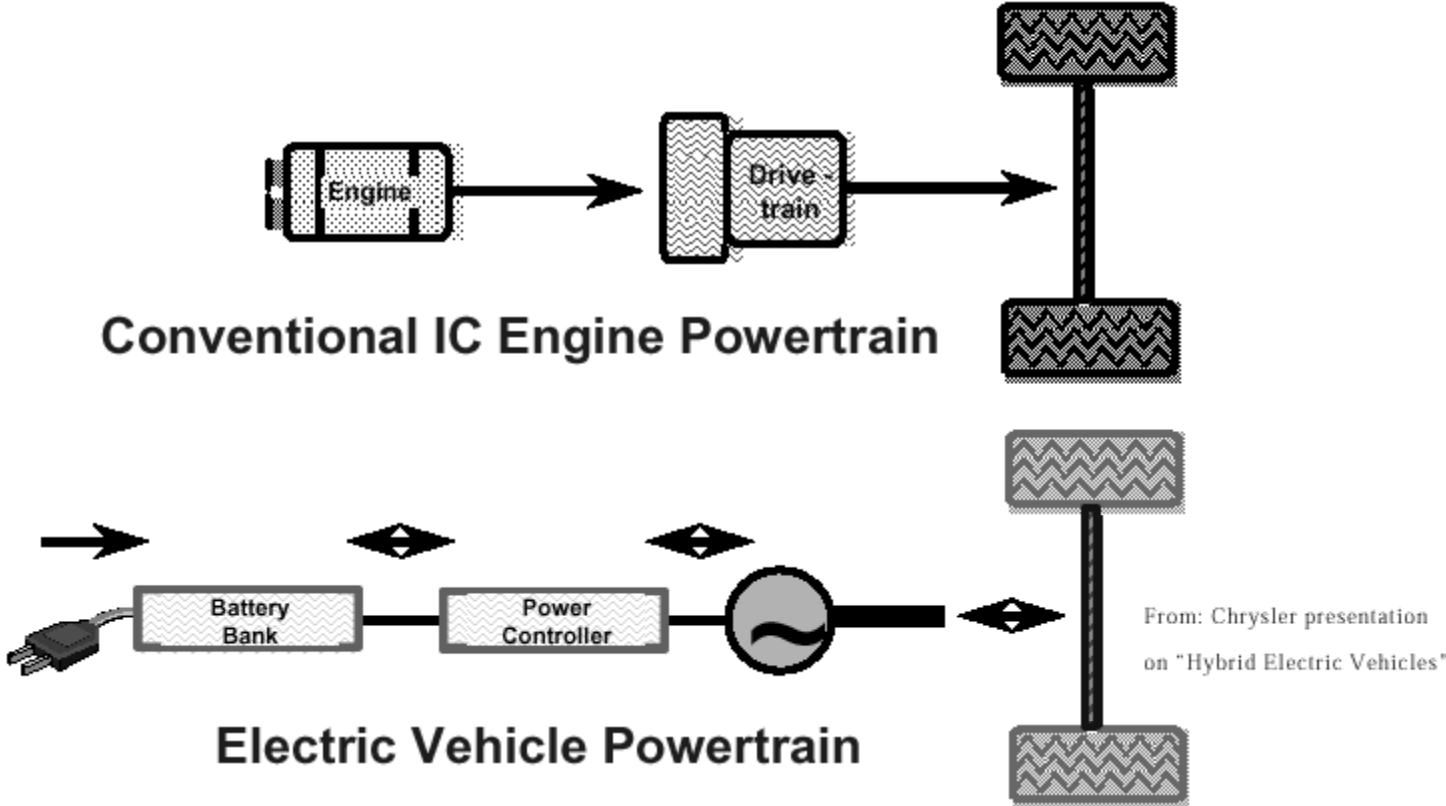 Engine
Drive -
train
Conventional IC Engine Powertrain
Battery
Bank
Power
Controller
From: Chrysler presentation
on "Hybrid Electric Vehicles"
Electric Vehicle Powertrain